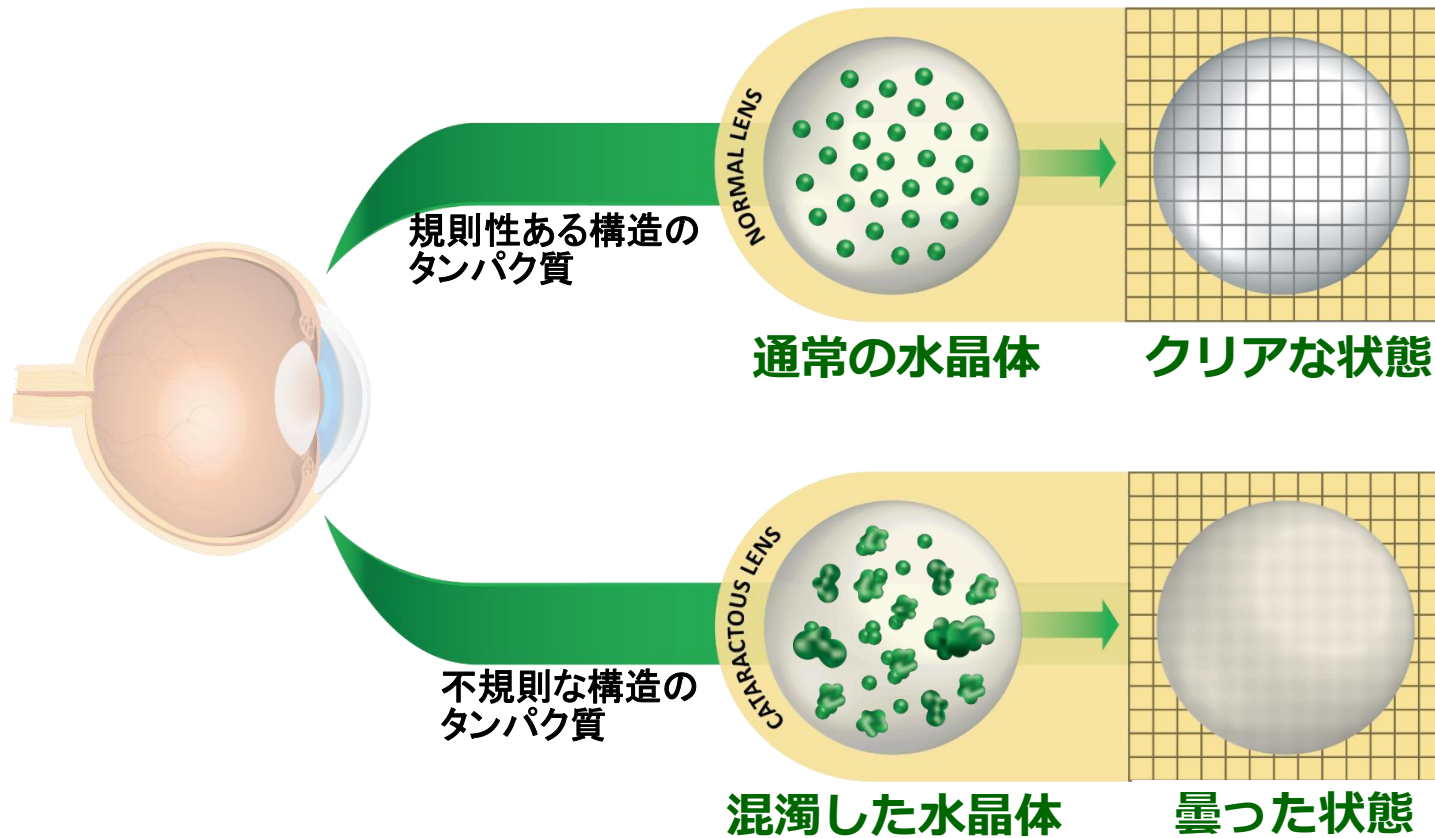 規則性ある構造の
タンパク質
NORMAL LENS
通常の水晶体
クリアな状態
不規則な構造の
タンパク質
CATARACTOUS LENS
混濁した水晶体
曇った状態